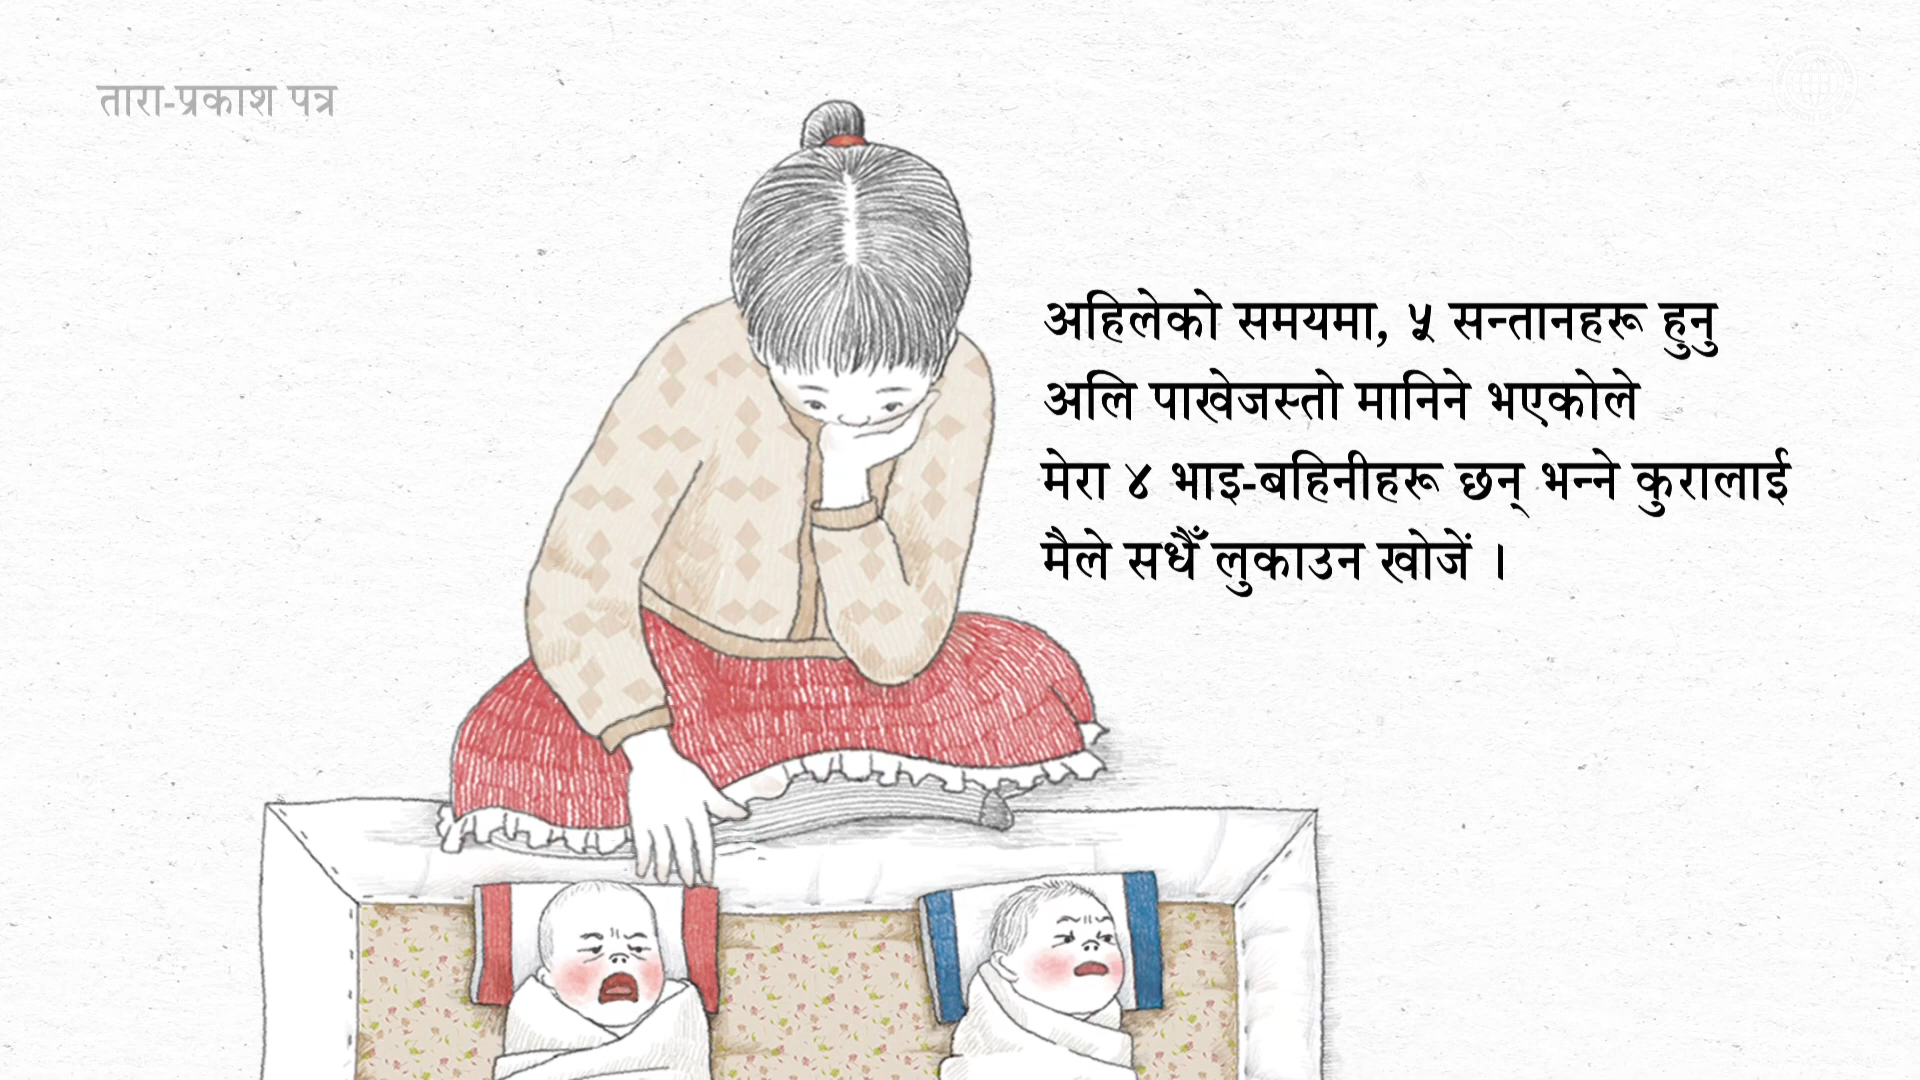 तारा-प्रकाश पत्र
अहिलेको समयमा, ५ सन्तानहरू हुनु
अलि पाखेजस्तो मानिने भएकोले
मेरा ४ भाइ-बहिनीहरू छन् भन्ने कुरालाई
मैले सधैँ लुकाउन खोजें ।